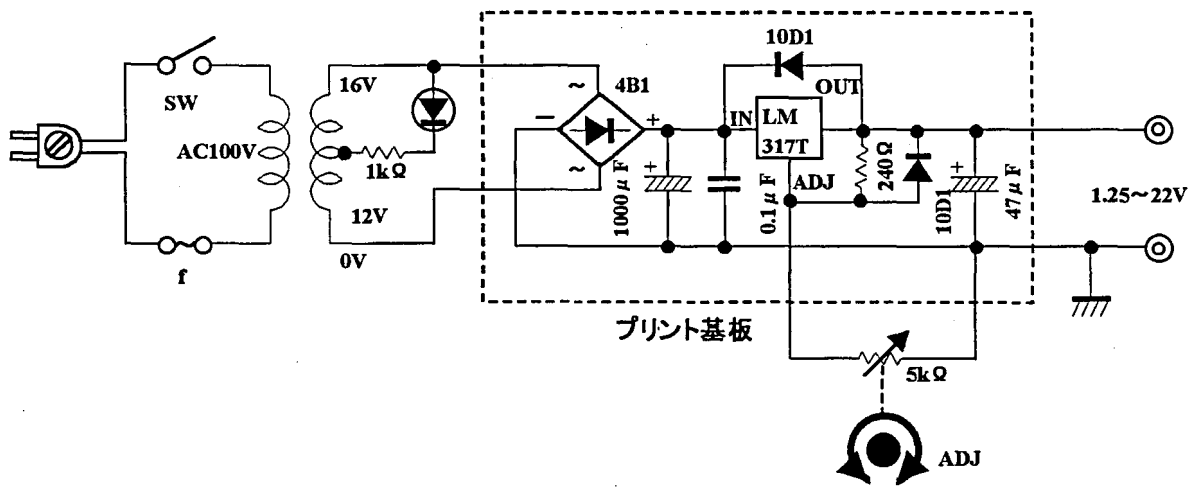 SW
AC100V
f
16V
12V
0V
1kΩ
~
~
−
+
4B1
1000μF
+
0.1μF
10D1
IN
LM
317T
OUT
ADJ
240Ω
10D1
+
47μF
1.25〜22V
プリント基板
5kΩ
ADJ